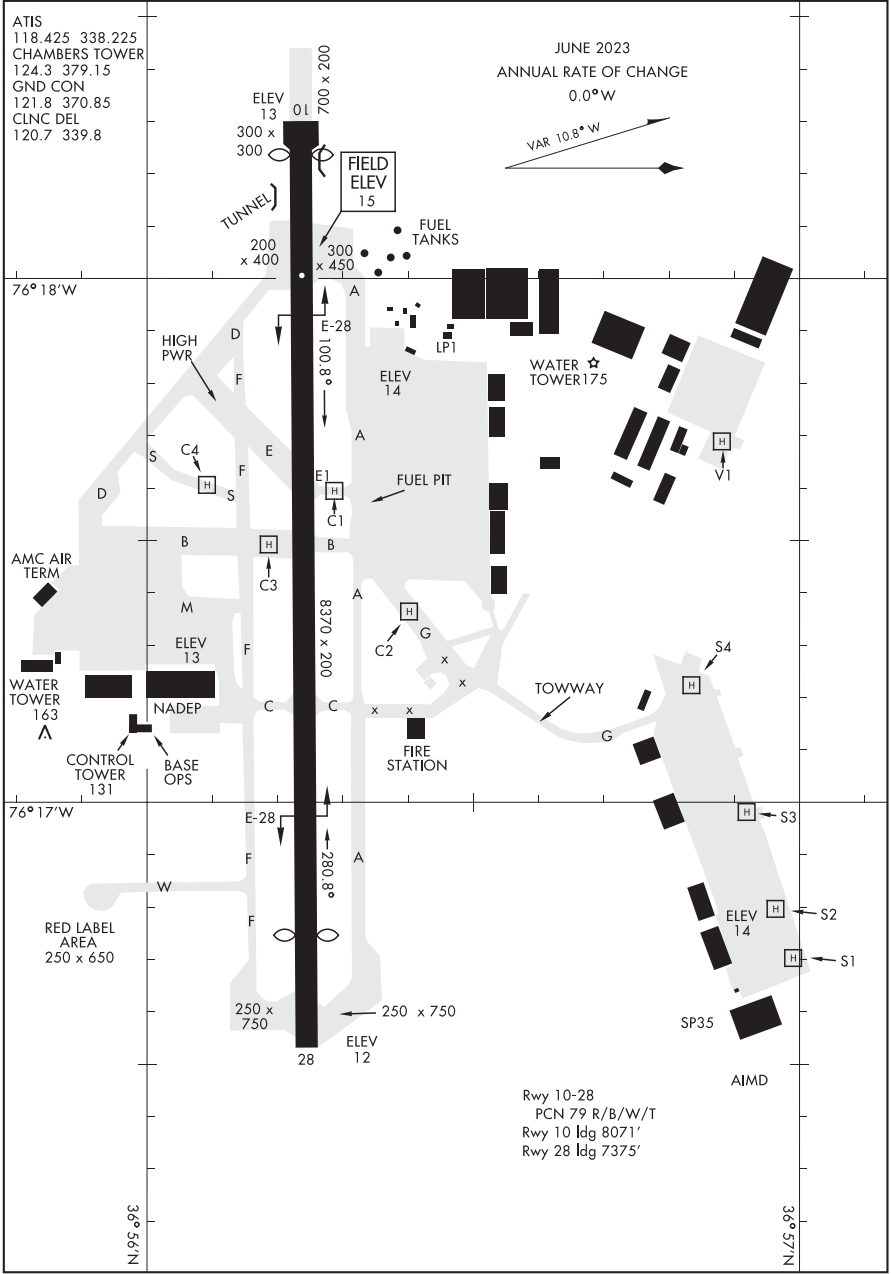 ATIS
118.425 338.225
CHAMBERS TOWER
124.3 379.15
GND CON
121.8 370.85
CLNC DEL
120.7 339.8
JUNE 2023
ANNUAL RATE OF CHANGE
0.0° W
VAR 10.8° W
700 x 200
ELEV
13
10
300 x
300
FIELD
ELEV
15
TUNNEL
FUEL
TANKS
200
x 400
300
x 450
76° 18'W
A
E-28
D
HIGH
PWR
F
100.8°
LP1
ELEV
14
WATER
TOWER175
C4
S
E
A
F
E1
H
S
D
H
C1
FUEL PIT
H
V1
B
H
B
C3
AMC AIR
TERM
M
A
H
C2
G
8370 x 200
ELEV
13
F
x
x
S4
H
WATER
TOWER
163
NADEP
C
C
x
x
TOWWAY
G
FIRE
STATION
CONTROL
TOWER
131
BASE
OPS
76° 17'W
E-28
H
S3
F
280.8°
A
W
F
RED LABEL
AREA
250 x 650
ELEV
14
H
S2
H
S1
250 x
750
250 x 750
28
ELEV
12
SP35
AIMD
Rwy 10-28
PCN 79 R/B/W/T
Rwy 10 ldg 8071'
Rwy 28 ldg 7375'
36° 56'N
36° 57'N